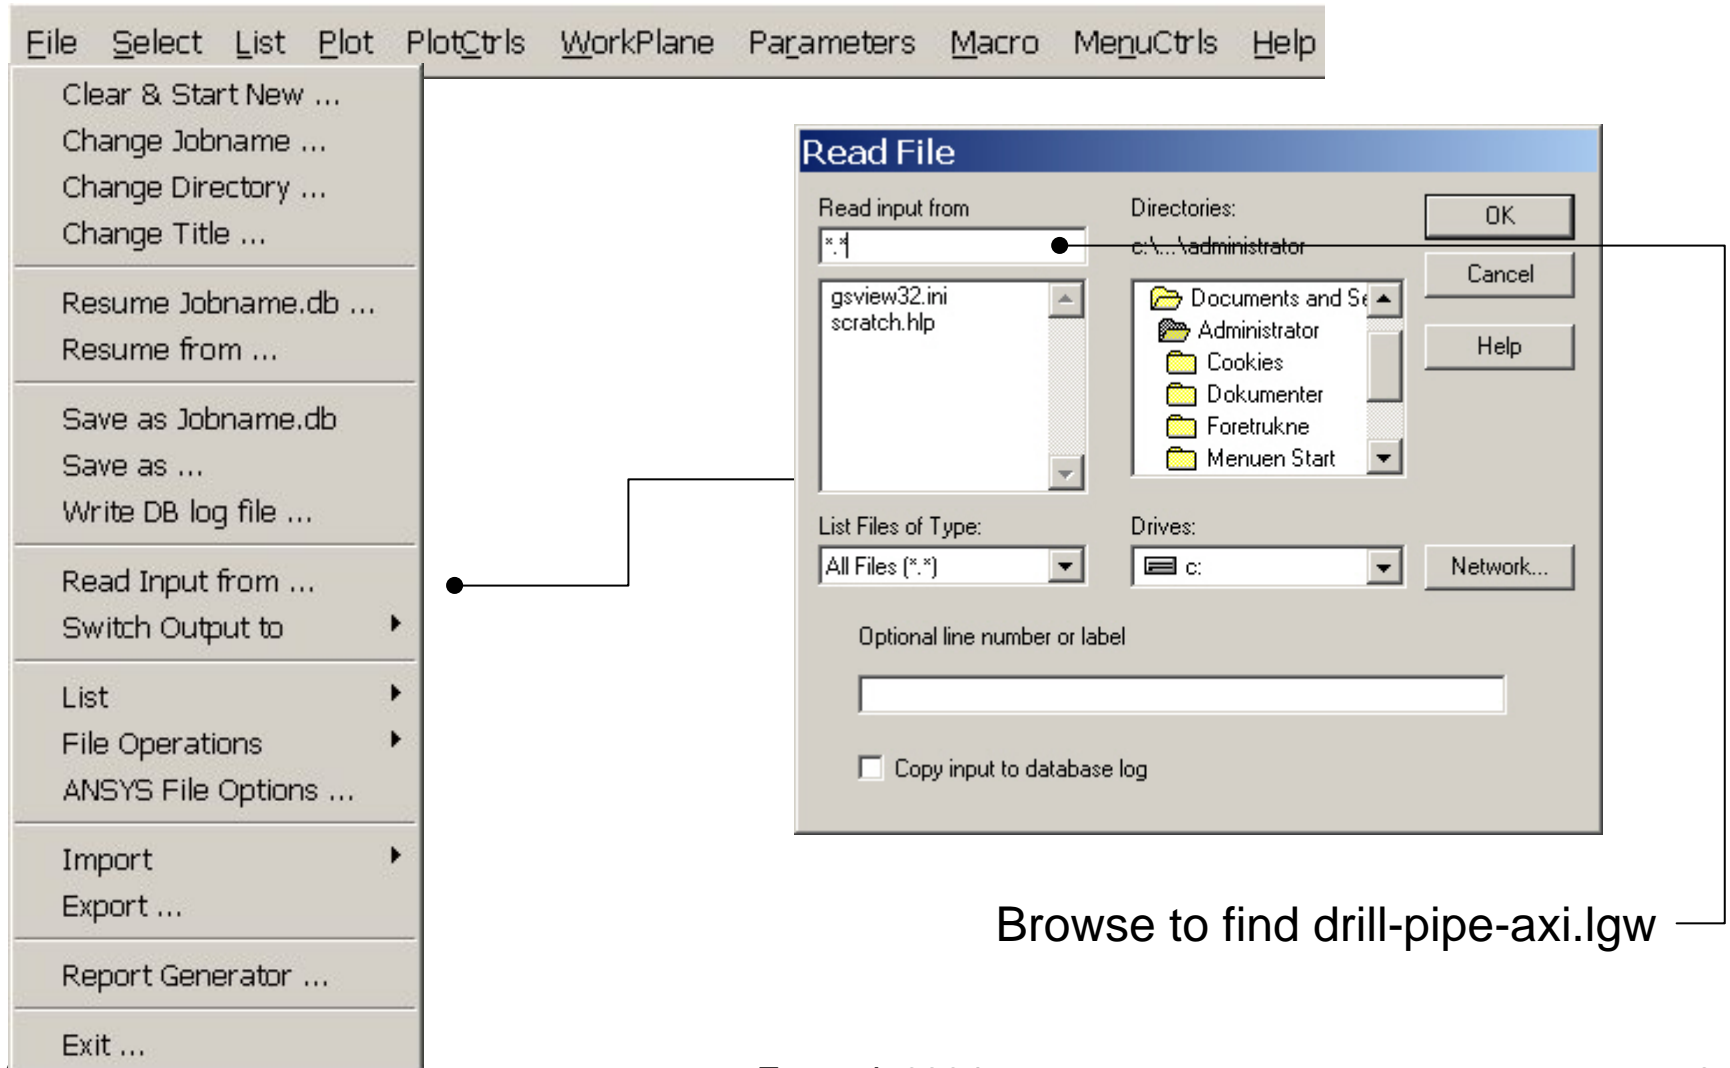 File Select List Plot PlotCtrls WorkPlane Parameters Macro MenuCtrls Help
Clear & Start New ...
Change Jobname ...
Change Directory ...
Change Title ...
Resume Jobname.db ...
Resume from ...
Save as Jobname.db
Save as ...
Write DB log file ...
Read Input from ...
Switch Output to
List
File Operations
ANSYS File Options ...
Import
Export ...
Report Generator ...
Exit ...
Read File
Read input from
*.*
gsview32.ini
scratch.hlp
List Files of Type:
All Files (*.*)
Directories:
c:\...\administrator
Documents and Se
Administrator
Cookies
Dokumenter
Foretrukne
Menuen Start
Drives:
c:
OK
Cancel
Help
Network...
Optional line number or label
Copy input to database log
Browse to find drill-pipe-axi.lgw